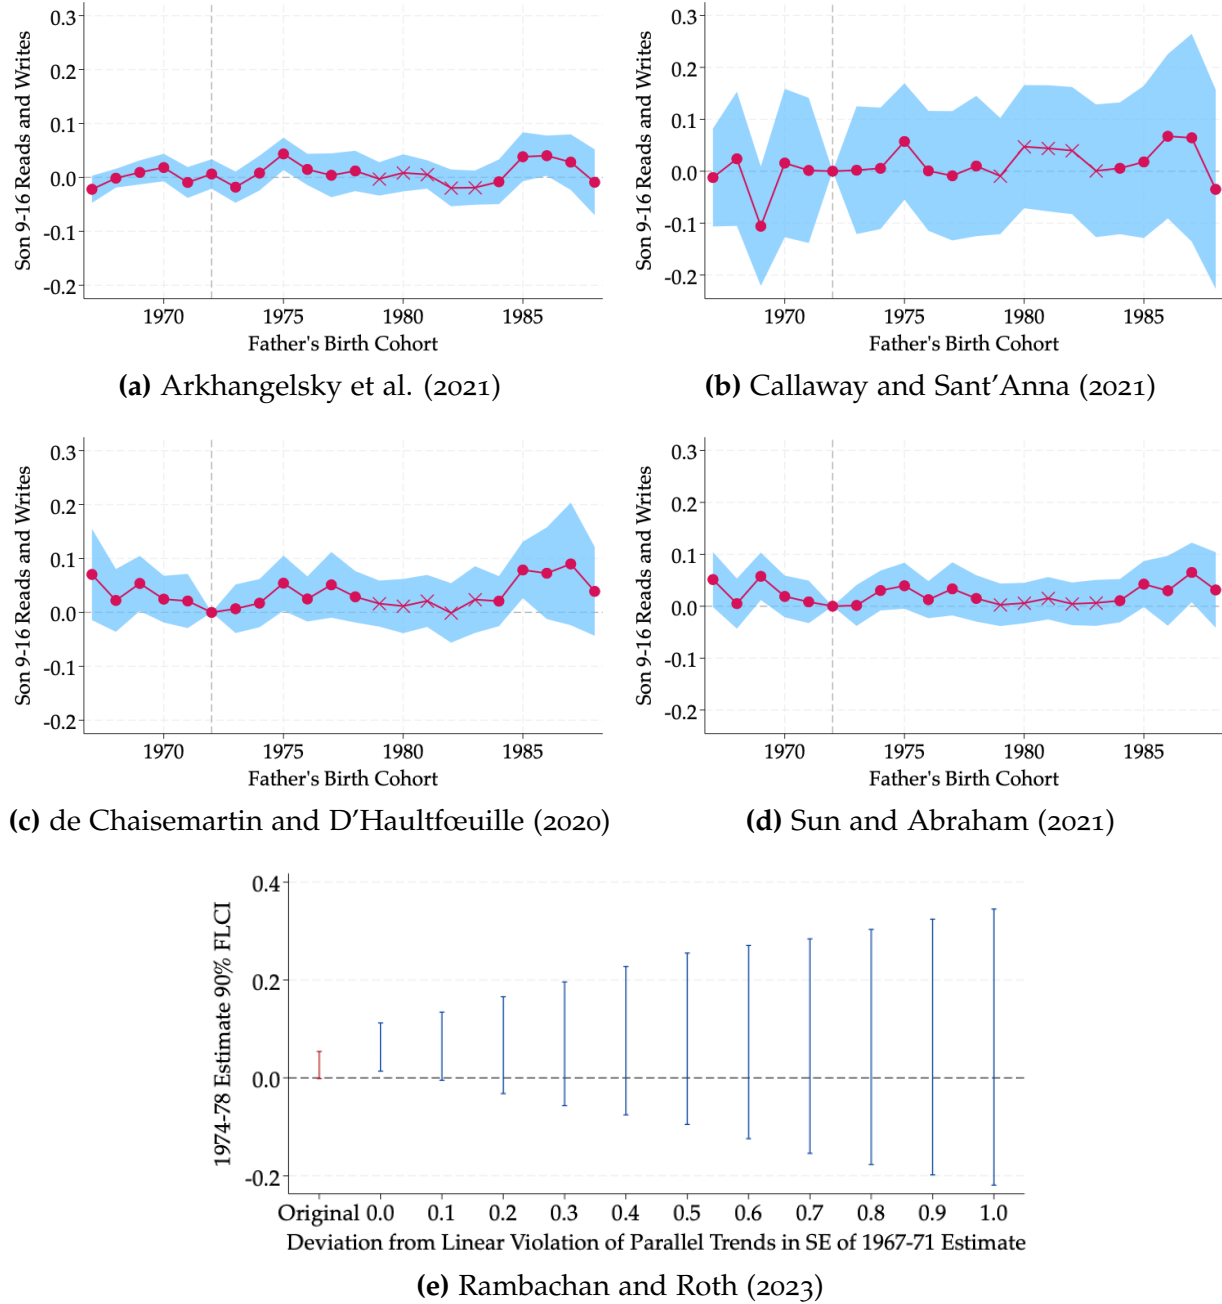 0.3
0.2
0.1
0.0
-0.1
-0.2
Son 9-16 Reads and Writes
1970 1975 1980 1985
Father's Birth Cohort
(a) Arkhangelsky et al. (2021)
0.3
0.2
0.1
0.0
-0.1
-0.2
Son 9-16 Reads and Writes
1970 1975 1980 1985
Father's Birth Cohort
(b) Callaway and Sant'Anna (2021)
0.3
0.2
0.1
0.0
-0.1
-0.2
Son 9-16 Reads and Writes
1970 1975 1980 1985
Father's Birth Cohort
(c) de Chaisemartin and D'Haultfœuille (2020)
0.3
0.2
0.1
0.0
-0.1
-0.2
Son 9-16 Reads and Writes
1970 1975 1980 1985
Father's Birth Cohort
(d) Sun and Abraham (2021)
0.4
0.2
0.0
-0.2
1974-78 Estimate 90% FLCI
Original 0.0 0.1 0.2 0.3 0.4 0.5 0.6 0.7 0.8 0.9 1.0
Deviation from Linear Violation of Parallel Trends in SE of 1967-71 Estimate
(e) Rambachan and Roth (2023)